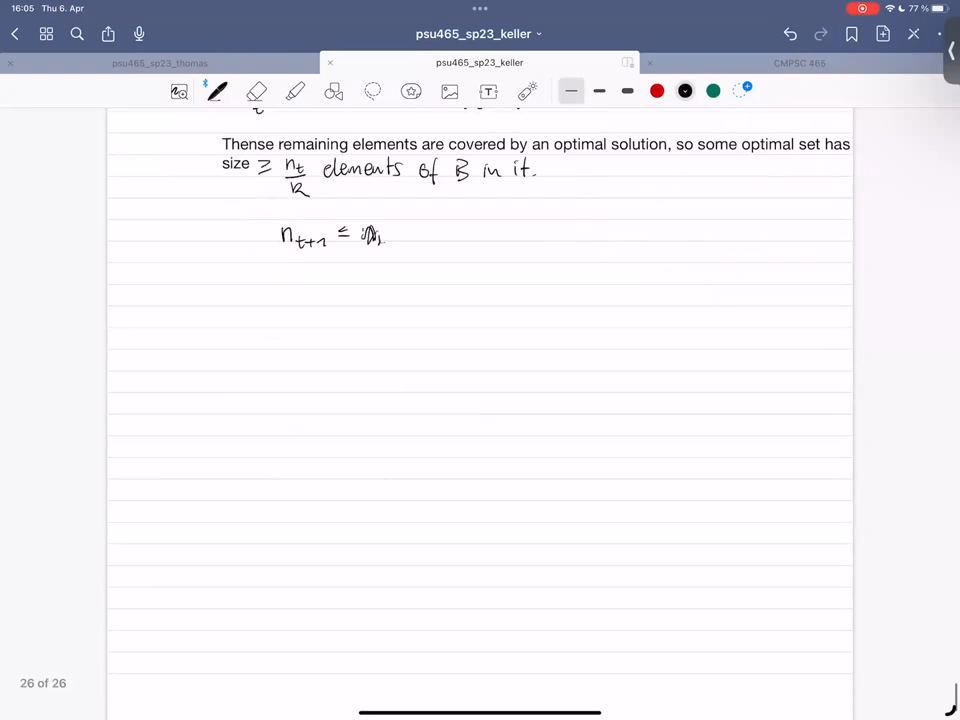 16:05 Thu 6. Apr
77 %
psu465_sp23_keller
psu465_sp23_thomas
psu465_sp23_keller
CMPSC 465
Thense remaining elements are covered by an optimal solution, so some optimal set has
size ≥ n_t/k elements of B in it.
n_{t+1} ≤
26 of 26